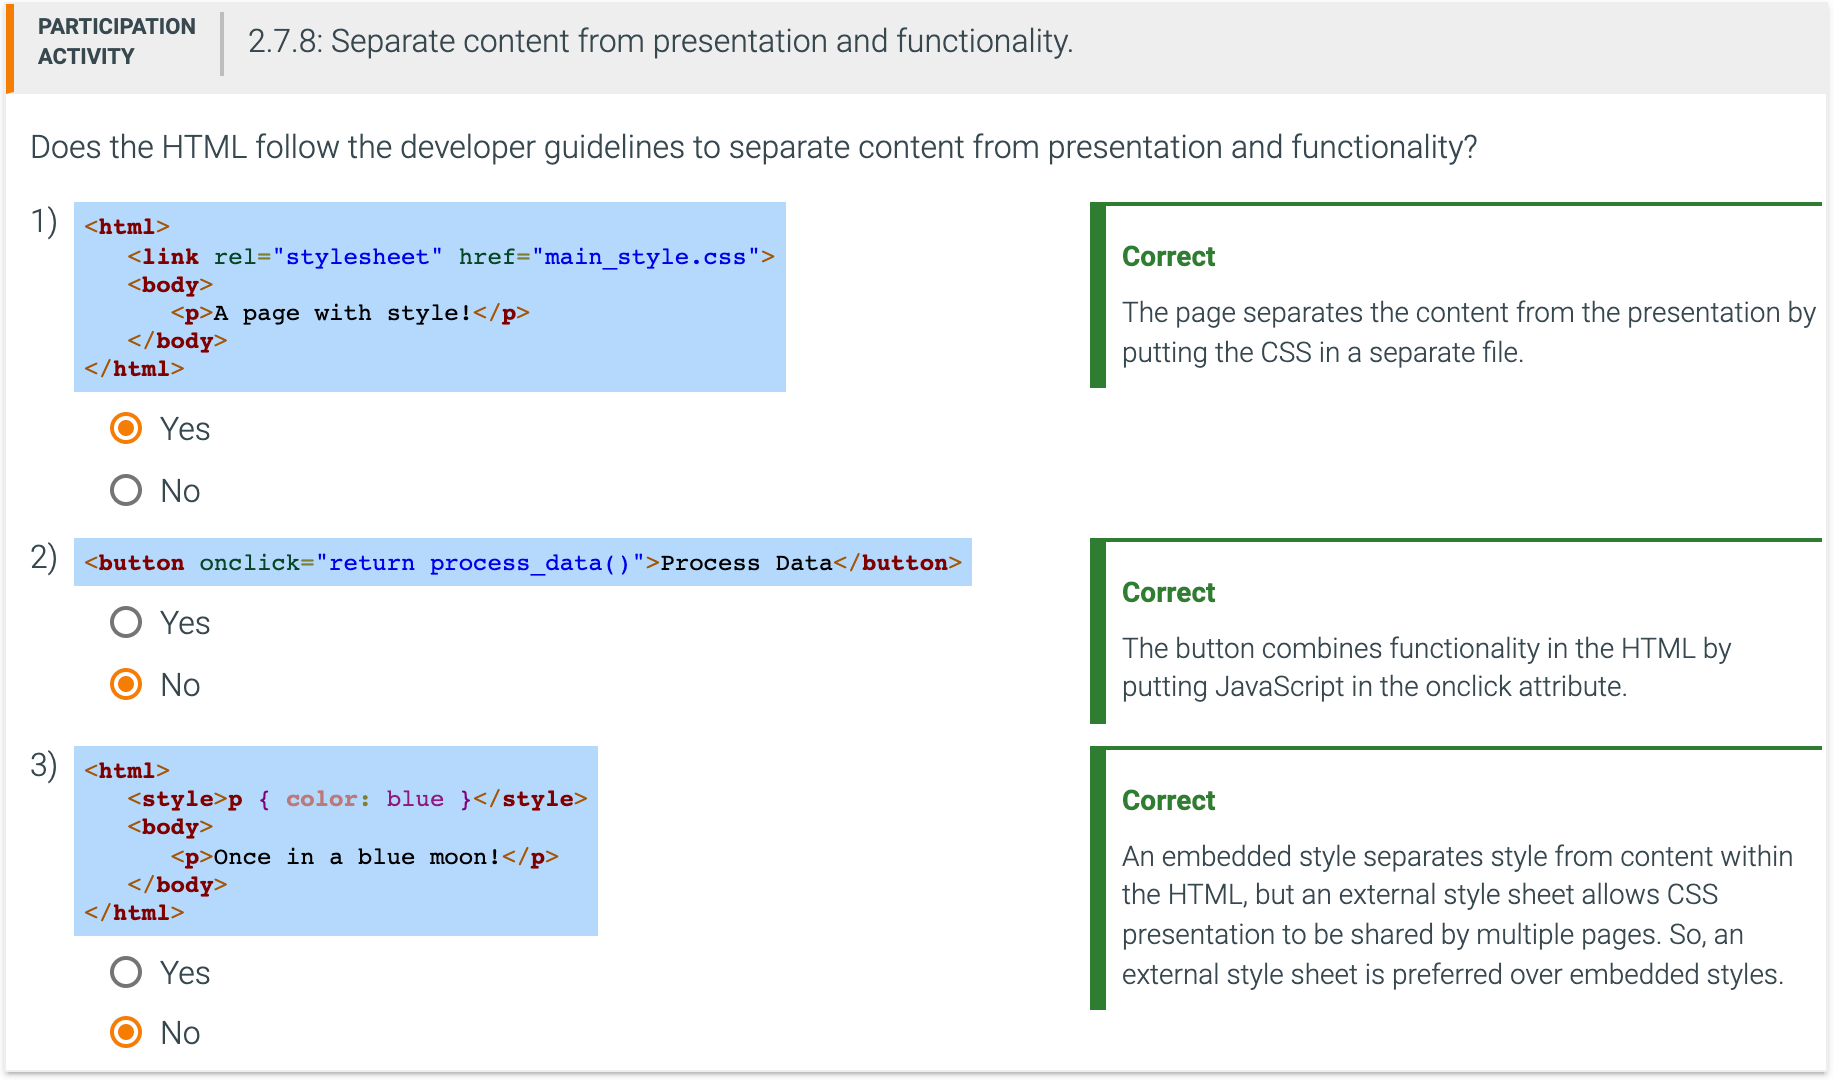 PARTICIPATION
ACTIVITY
2.7.8: Separate content from presentation and functionality.
Does the HTML follow the developer guidelines to separate content from presentation and functionality?
1)
<html>
   <link rel="stylesheet" href="main_style.css">
   <body>
      <p>A page with style!</p>
   </body>
</html>
Yes
No
Correct
The page separates the content from the presentation by
putting the CSS in a separate file.
2)
<button onclick="return process_data()">Process Data</button>
Yes
No
Correct
The button combines functionality in the HTML by
putting JavaScript in the onclick attribute.
3)
<html>
   <style>p { color: blue }</style>
   <body>
      <p>Once in a blue moon!</p>
   </body>
</html>
Yes
No
Correct
An embedded style separates style from content within
the HTML, but an external style sheet allows CSS
presentation to be shared by multiple pages. So, an
external style sheet is preferred over embedded styles.